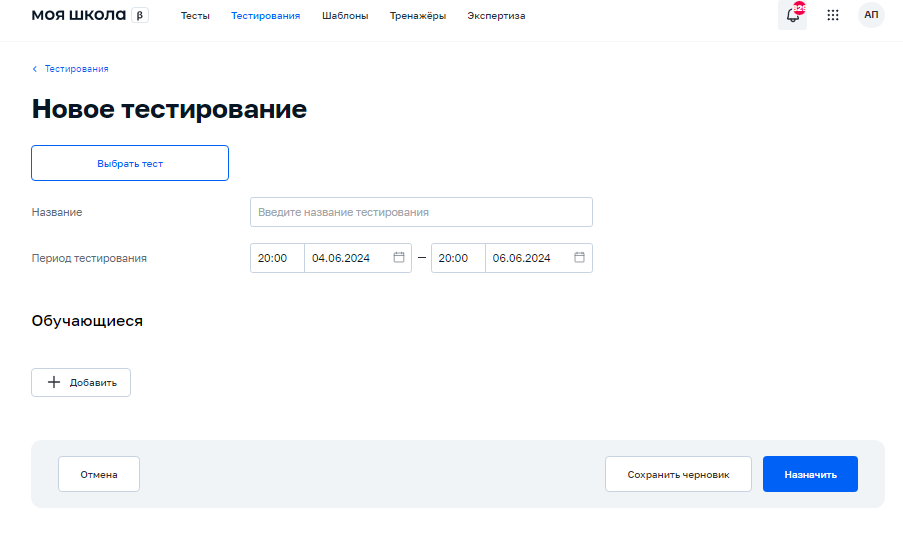 моя школа β Тесты Тестирования Шаблоны Тренажёры Экспертиза АП
Тестирования
Новое тестирование
Выбрать тест
Название Введите название тестирования
Период тестирования 20:00 04.06.2024 — 20:00 06.06.2024
Обучающиеся
Добавить
Отмена Сохранить черновик Назначить